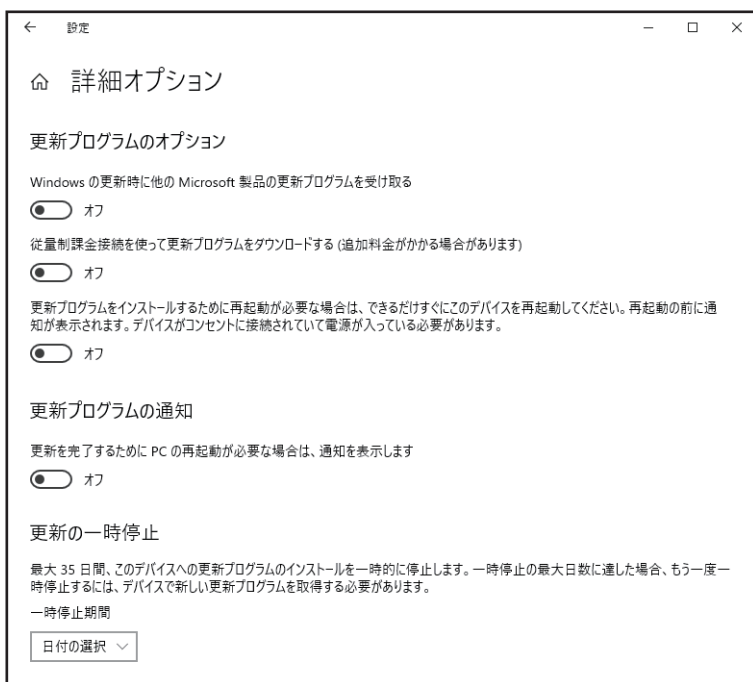 設定
詳細オプション
更新プログラムのオプション
Windows の更新時に他の Microsoft 製品の更新プログラムを受け取る
オフ
従量制課金接続を使って更新プログラムをダウンロードする (追加料金がかかる場合があります)
オフ
更新プログラムをインストールするために再起動が必要な場合は、できるだけすぐにこのデバイスを再起動してください。再起動の前に通
知が表示されます。デバイスがコンセントに接続されていて電源が入っている必要があります。
オフ
更新プログラムの通知
更新を完了するために PC の再起動が必要な場合は、通知を表示します
オフ
更新の一時停止
最大 35 日間、このデバイスへの更新プログラムのインストールを一時的に停止します。一時停止の最大日数に達した場合、もう一度一
時停止するには、デバイスで新しい更新プログラムを取得する必要があります。
一時停止期間
日付の選択